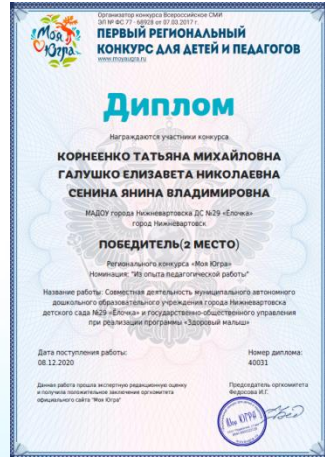 Моя
Югра
Организатор конкурса Всероссийское СМИ
ЭЛ № ФС 77 - 68928 от 07.03.2017 г.
ПЕРВЫЙ РЕГИОНАЛЬНЫЙ
КОНКУРС ДЛЯ ДЕТЕЙ И ПЕДАГОГОВ
www.moyaugra.ru
Диплом
Награждаются участники конкурса
КОРНЕЕНКО ТАТЬЯНА МИХАЙЛОВНА
ГАЛУШКО ЕЛИЗАВЕТА НИКОЛАЕВНА
СЕНИНА ЯНИНА ВЛАДИМИРОВНА
МАДОУ города Нижневартовска ДС №29 «Ёлочка»
город Нижневартовск
ПОБЕДИТЕЛЬ(2 МЕСТО)
Регионального конкурса «Моя Югра»
Номинация: "Из опыта педагогической работы"
Название работы: Совместная деятельность муниципального автономного
дошкольного образовательного учреждения города Нижневартовска
детского сада №29 «Ёлочка» и государственно-общественного управления
при реализации программы «Здоровый малыш»
Дата поступления работы:
08.12.2020
Номер диплома:
40031
Данная работа прошла экспертную редакционную оценку
и получила положительное заключение оргкомитета
официального сайта "Моя Югра"
Председатель оргкомитета
Федосова И.Г.